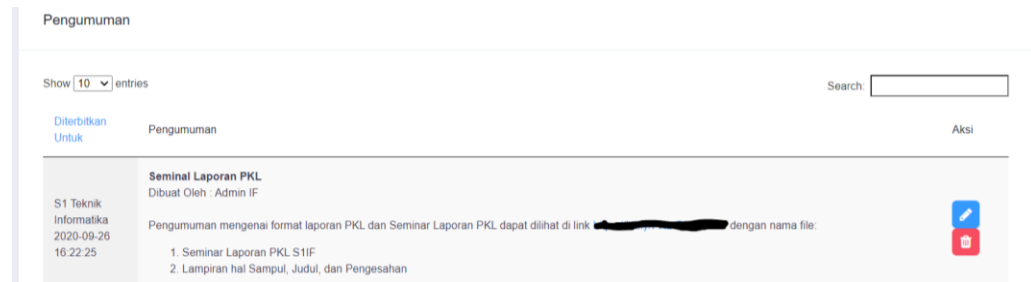 Pengumuman
Show 10 entries
Search:
Diterbitkan
Untuk
Pengumuman
Aksi
Seminal Laporan PKL
Dibuat Oleh : Admin IF
S1 Teknik
Informatika
2020-09-26
16:22:25
Pengumuman mengenai format laporan PKL dan Seminar Laporan PKL dapat dilihat di link dengan nama file:
1. Seminar Laporan PKL S1IF
2. Lampiran hal Sampul, Judul, dan Pengesahan